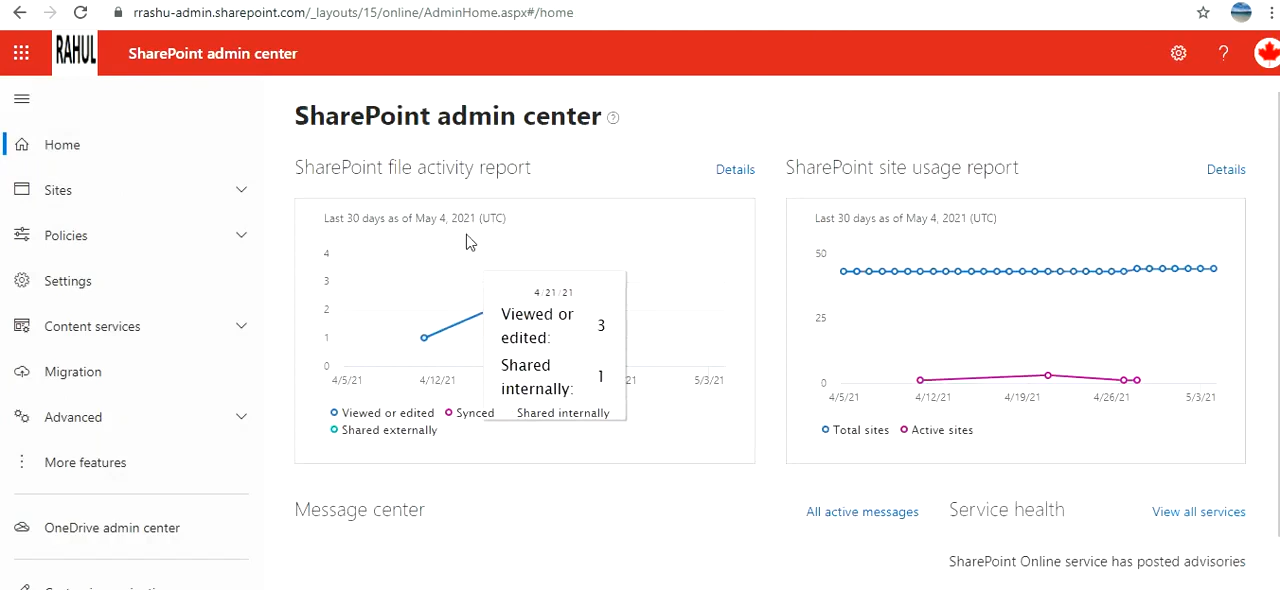 rrashu-admin.sharepoint.com/_layouts/15/online/AdminHome.aspx#/home
RAHUL
SharePoint admin center
?
Home
Sites
Policies
Settings
Content services
Migration
Advanced
More features
OneDrive admin center
SharePoint admin center ?
SharePoint file activity report
Details
Last 30 days as of May 4, 2021 (UTC)
4
3
2
1
0
4/5/21
4/12/21
21
5/3/21
4/21/21
Viewed or
edited:
3
Shared
internally:
1
Viewed or edited
Synced
Shared internally
Shared externally
SharePoint site usage report
Details
Last 30 days as of May 4, 2021 (UTC)
50
25
0
4/5/21
4/12/21
4/19/21
4/26/21
5/3/21
Total sites
Active sites
Message center
All active messages
Service health
View all services
SharePoint Online service has posted advisories